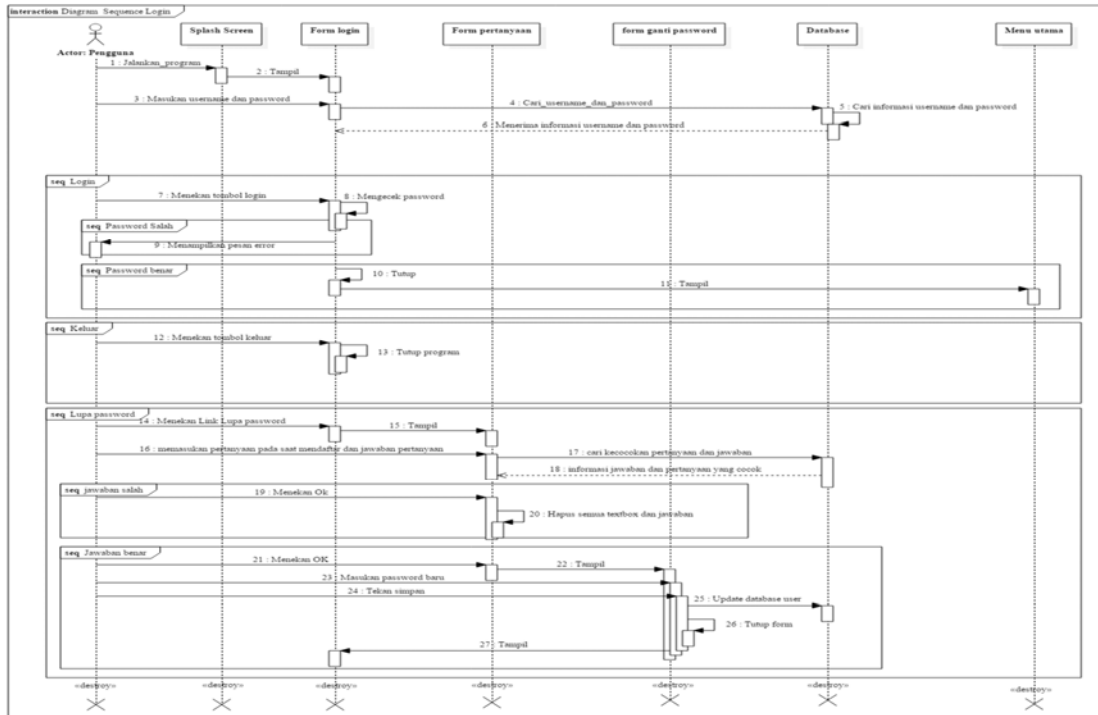 interaction Diagram_Sequence Login
Splash Screen
Form login
Form pertanyaan
form ganti password
Database
Menu utama
Actor: Pengguna
1 : Jalankan_program
2 : Tampil
3 : Masukan username dan password
4 : Cari_username_dan_password
5 : Cari informasi username dan password
6 : Menerima informasi username dan password
seq Login
7 : Menekan tombol login
8 : Mengecek password
seq Password Salah
9 : Menampilkan pesan error
seq Password benar
10 : Tutup
11 : Tampil
seq Keluar
12 : Menekan tombol keluar
13 : Tutup program
seq Lupa password
14 : Menekan Link Lupa password
15 : Tampil
16 : memasukan pertanyaan pada saat mendaftar dan jawaban pertanyaan
17 : cari kecocokan pertanyaan dan jawaban
18 : informasi jawaban dan pertanyaan yang cocok
seq jawaban salah
19 : Menekan Ok
20 : Hapus semua textbox dan jawaban
seq Jawaban benar
21 : Menekan OK
22 : Tampil
23 : Masukan password baru
24 : Tekan simpan
25 : Update database user
26 : Tutup form
27 : Tampil
«destroy»
«destroy»
«destroy»
«destroy»
«destroy»
«destroy»
«destroy»